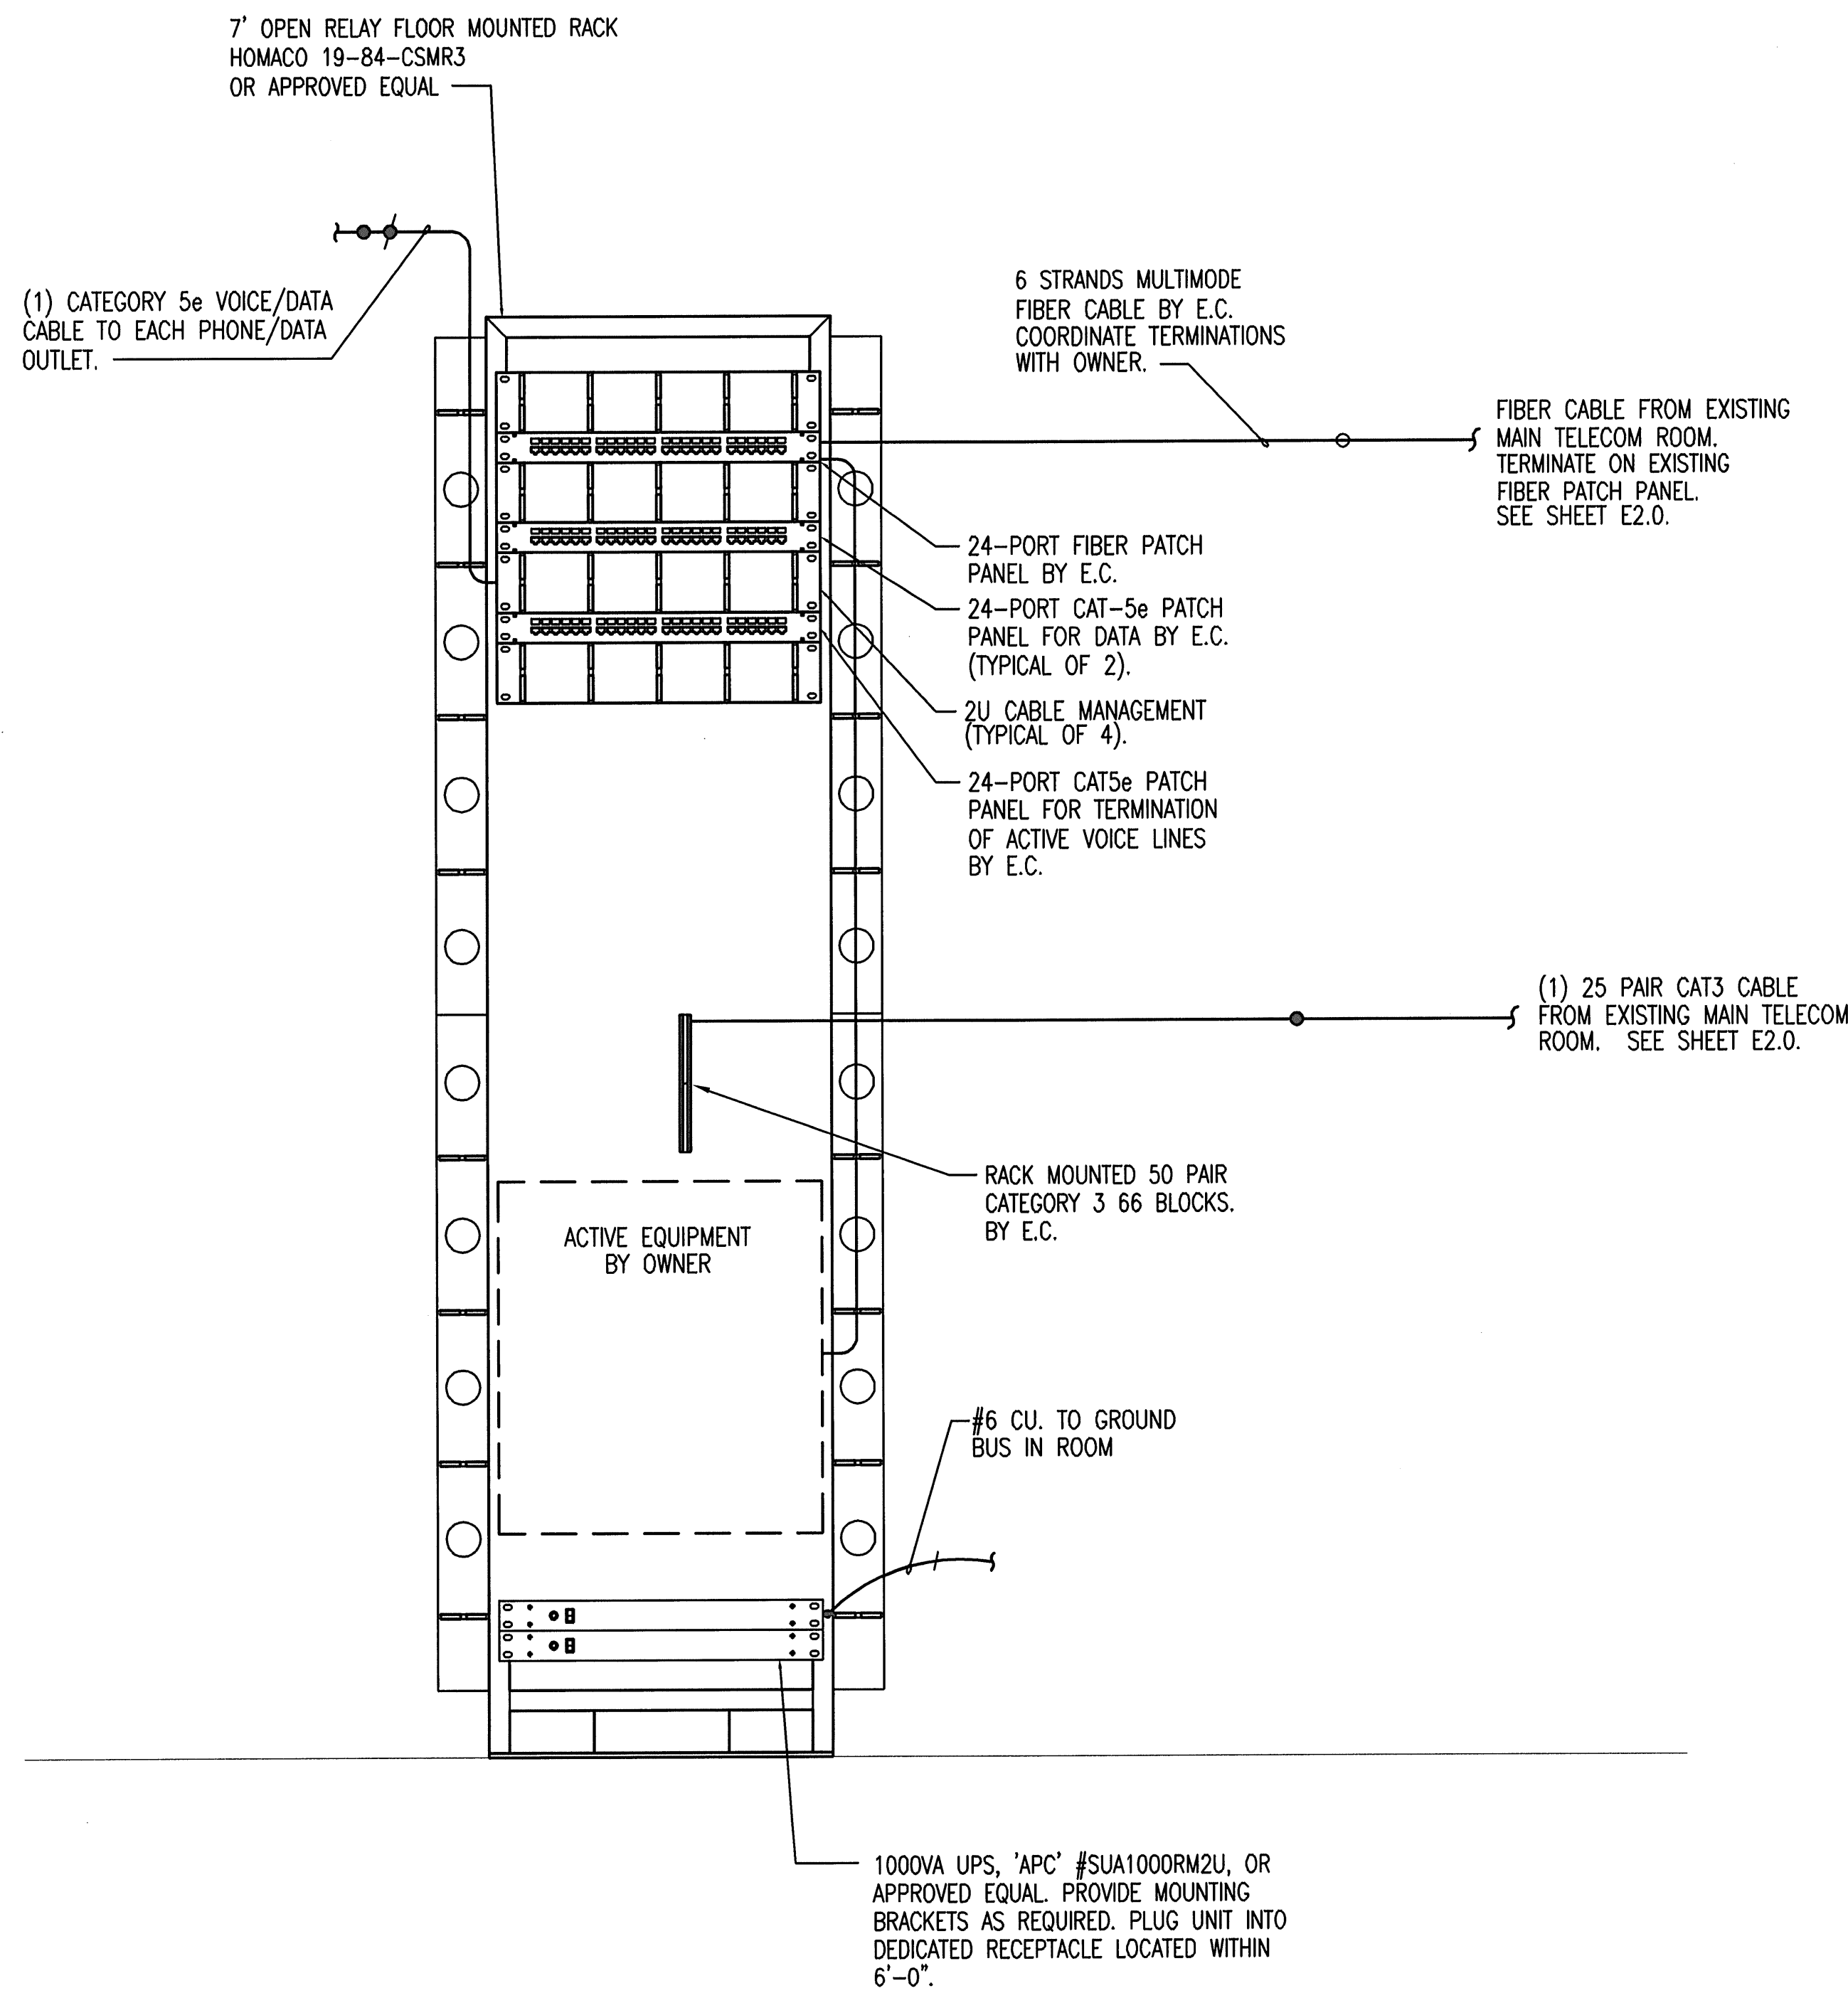 7' OPEN RELAY FLOOR MOUNTED RACK
HOMACO 19-84-CSMR3
OR APPROVED EQUAL
(1) CATEGORY 5e VOICE/DATA
CABLE TO EACH PHONE/DATA
OUTLET.
6 STRANDS MULTIMODE
FIBER CABLE BY E.C.
COORDINATE TERMINATIONS
WITH OWNER.
FIBER CABLE FROM EXISTING
MAIN TELECOM ROOM.
TERMINATE ON EXISTING
FIBER PATCH PANEL.
SEE SHEET E2.0.
24-PORT FIBER PATCH
PANEL BY E.C.
24-PORT CAT-5e PATCH
PANEL FOR DATA BY E.C.
(TYPICAL OF 2).
2U CABLE MANAGEMENT
(TYPICAL OF 4).
24-PORT CAT5e PATCH
PANEL FOR TERMINATION
OF ACTIVE VOICE LINES
BY E.C.
(1) 25 PAIR CAT3 CABLE
FROM EXISTING MAIN TELECOM
ROOM. SEE SHEET E2.0.
RACK MOUNTED 50 PAIR
CATEGORY 3 66 BLOCKS.
BY E.C.
ACTIVE EQUIPMENT
BY OWNER
#6 CU. TO GROUND
BUS IN ROOM
1000VA UPS, 'APC' #SUA1000RM2U, OR
APPROVED EQUAL. PROVIDE MOUNTING
BRACKETS AS REQUIRED. PLUG UNIT INTO
DEDICATED RECEPTACLE LOCATED WITHIN
6'-0".